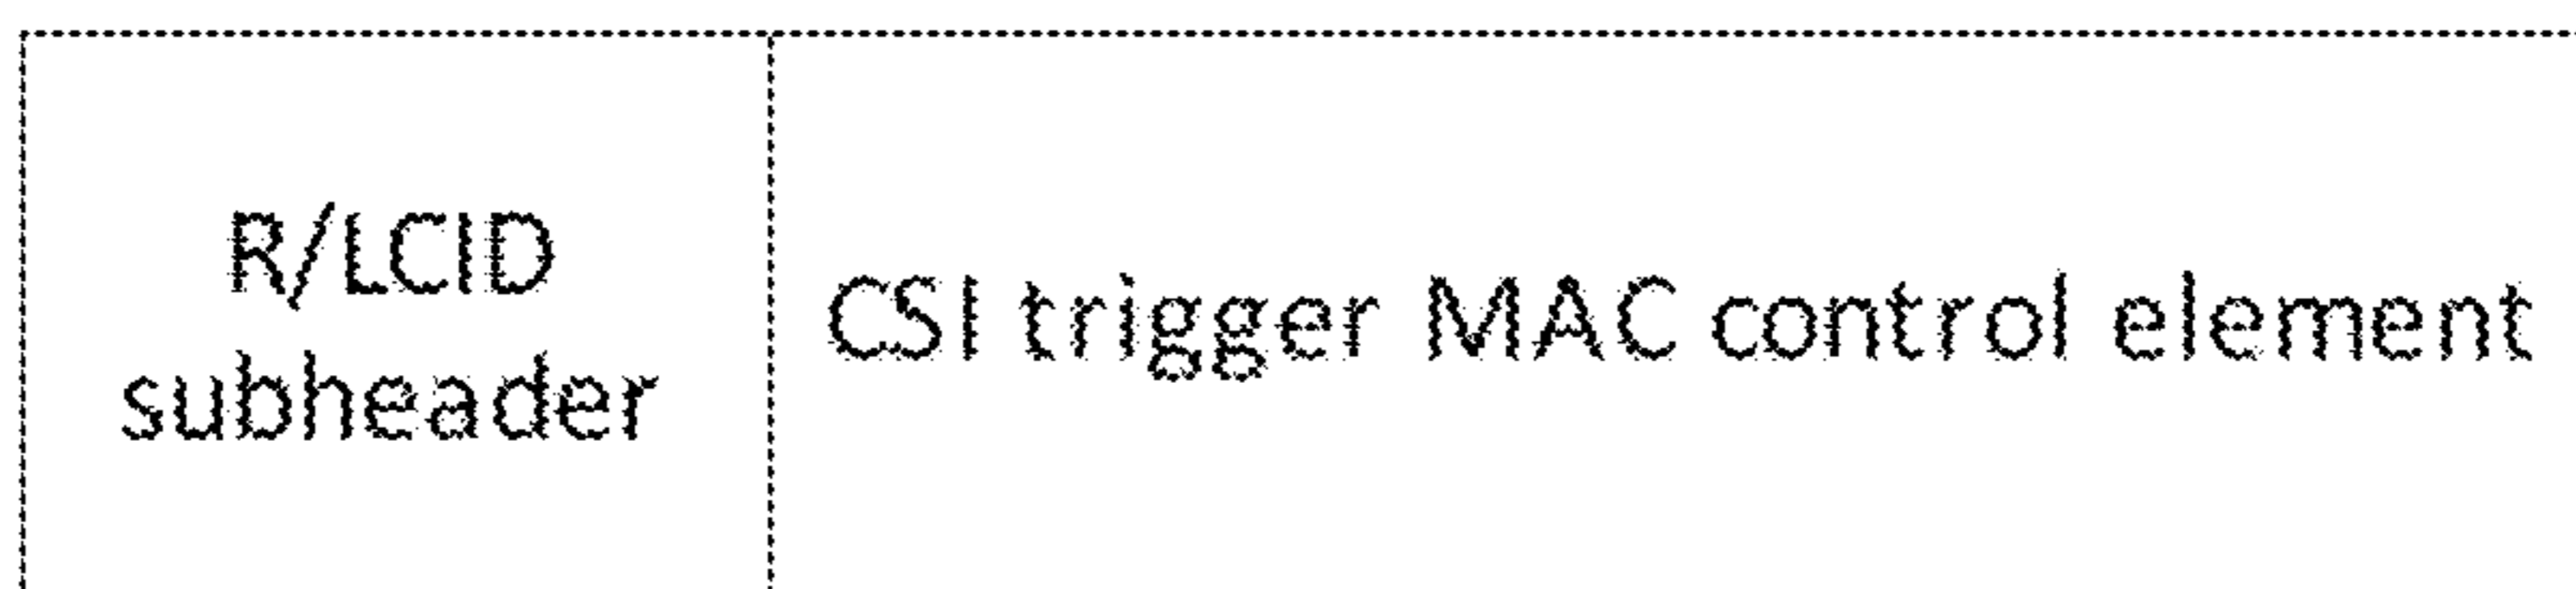 R/LCID
subheader
CSI trigger MAC control element